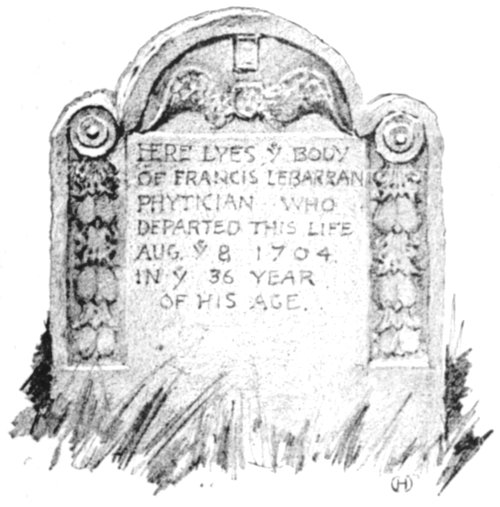 HERE LYES yͤ BODY
OF FRANCIS LEBARRAN
PHYTICIAN WHO
DEPARTED THIS LIFE
AUG. yͤ 8 1704.
IN yͤ 36 YEAR
OF HIS AGE.
H